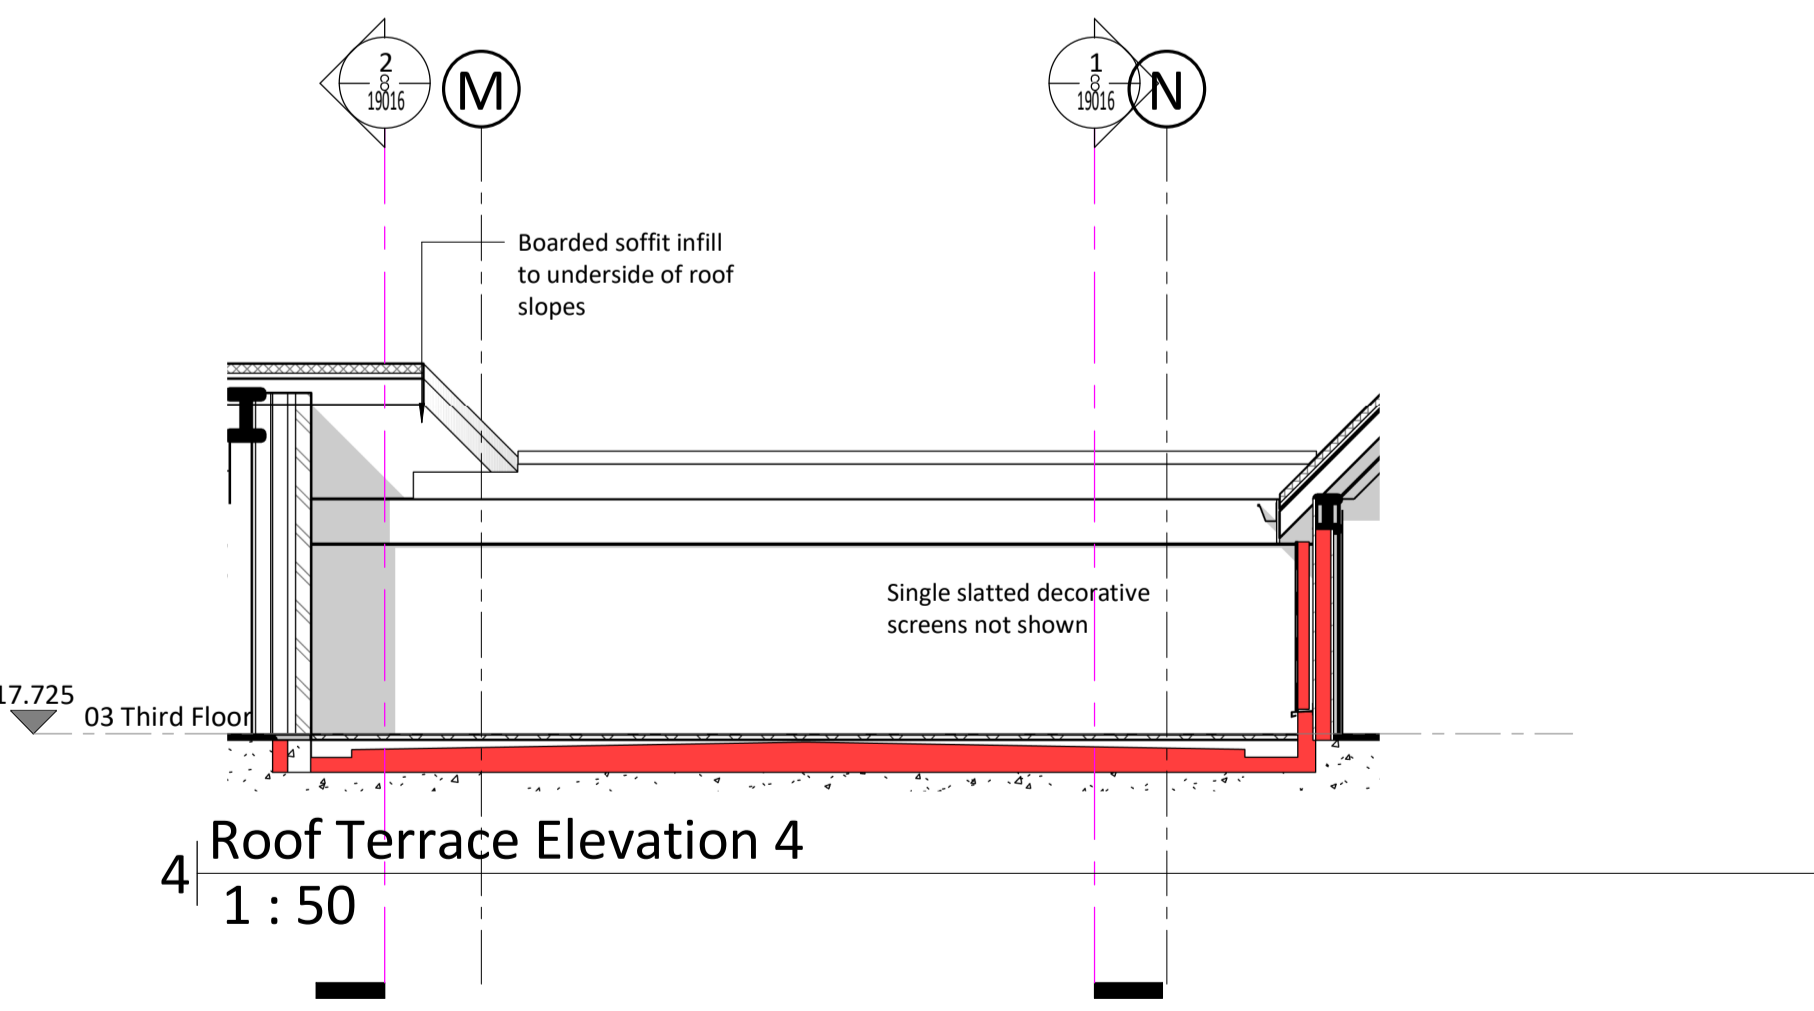 2
8
19016
M
1
8
19016
N
Boarded soffit infill
to underside of roof
slopes
Single slatted decorative
screens not shown
17.725
03 Third Floor
Roof Terrace Elevation 4
4
1 : 50